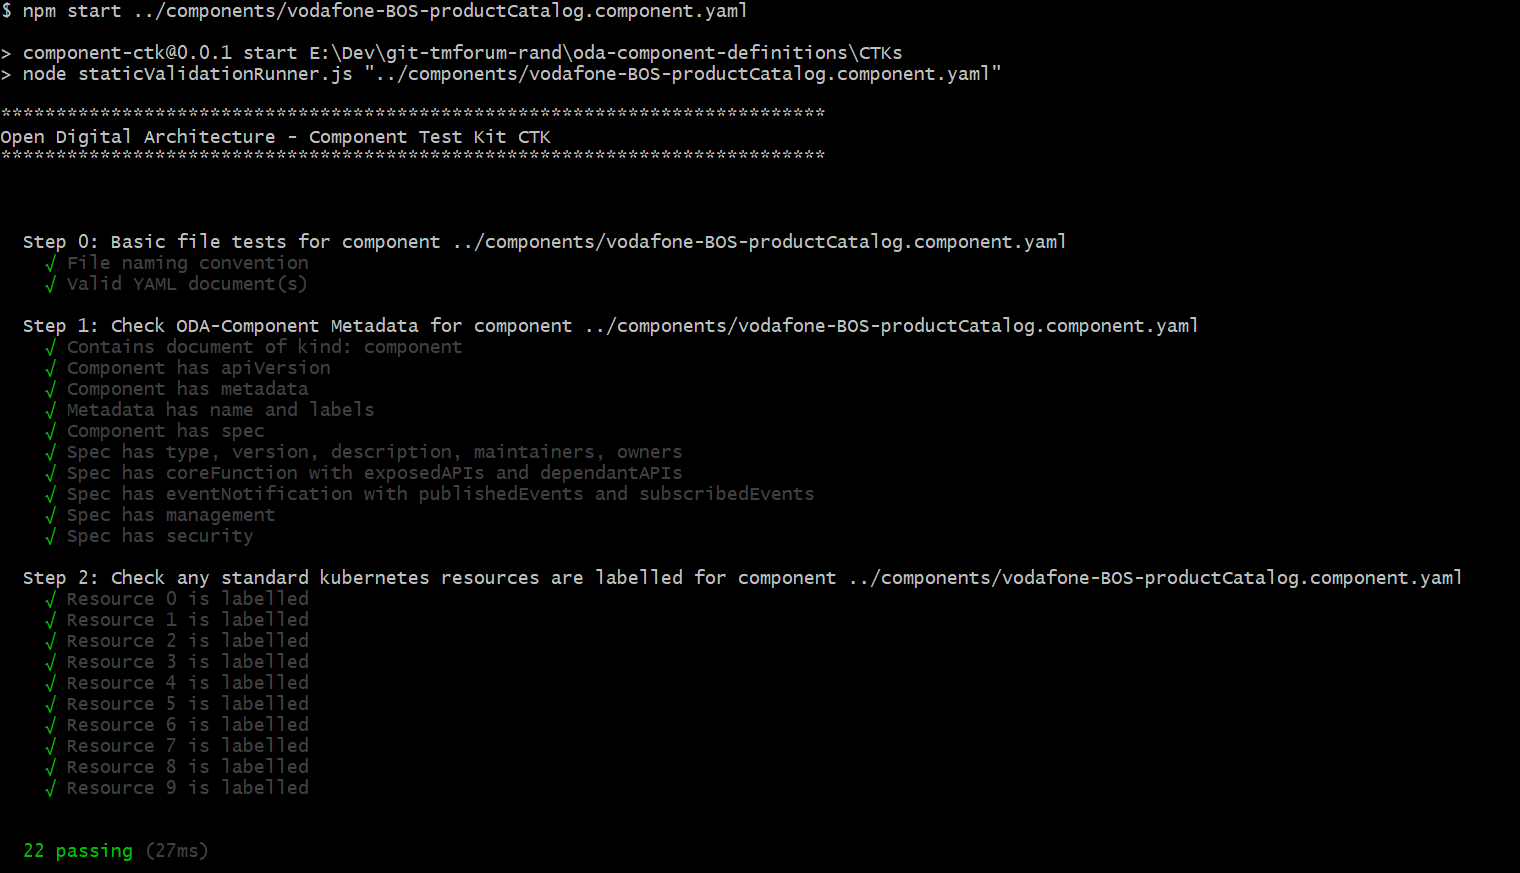 $ npm start ../components/vodafone-BOS-productCatalog.component.yaml
> component-ctk@0.0.1 start E:\Dev\git-tmforum-rand\oda-component-definitions\CTKs
> node staticValidationRunner.js "../components/vodafone-BOS-productCatalog.component.yaml"
***************************************************************************
Open Digital Architecture - Component Test Kit CTK
***************************************************************************
Step 0: Basic file tests for component ../components/vodafone-BOS-productCatalog.component.yaml
√ File naming convention
√ Valid YAML document(s)
Step 1: Check ODA-Component Metadata for component ../components/vodafone-BOS-productCatalog.component.yaml
√ Contains document of kind: component
√ Component has apiVersion
√ Component has metadata
√ Metadata has name and labels
√ Component has spec
√ Spec has type, version, description, maintainers, owners
√ Spec has coreFunction with exposedAPIs and dependantAPIs
√ Spec has eventNotification with publishedEvents and subscribedEvents
√ Spec has management
√ Spec has security
Step 2: Check any standard kubernetes resources are labelled for component ../components/vodafone-BOS-productCatalog.component.yaml
√ Resource 0 is labelled
√ Resource 1 is labelled
√ Resource 2 is labelled
√ Resource 3 is labelled
√ Resource 4 is labelled
√ Resource 5 is labelled
√ Resource 6 is labelled
√ Resource 7 is labelled
√ Resource 8 is labelled
√ Resource 9 is labelled
22 passing (27ms)